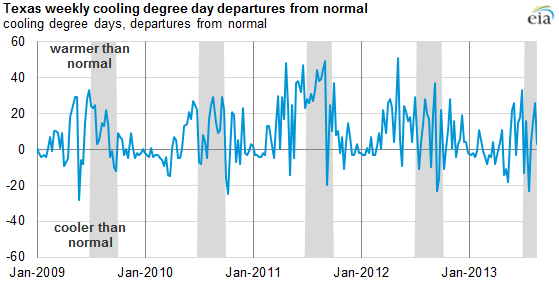 Texas weekly cooling degree day departures from normal
cooling degree days, departures from normal
eia
60
40
20
0
-20
-40
-60
warmer than
normal
cooler than
normal
Jan-2009
Jan-2010
Jan-2011
Jan-2012
Jan-2013